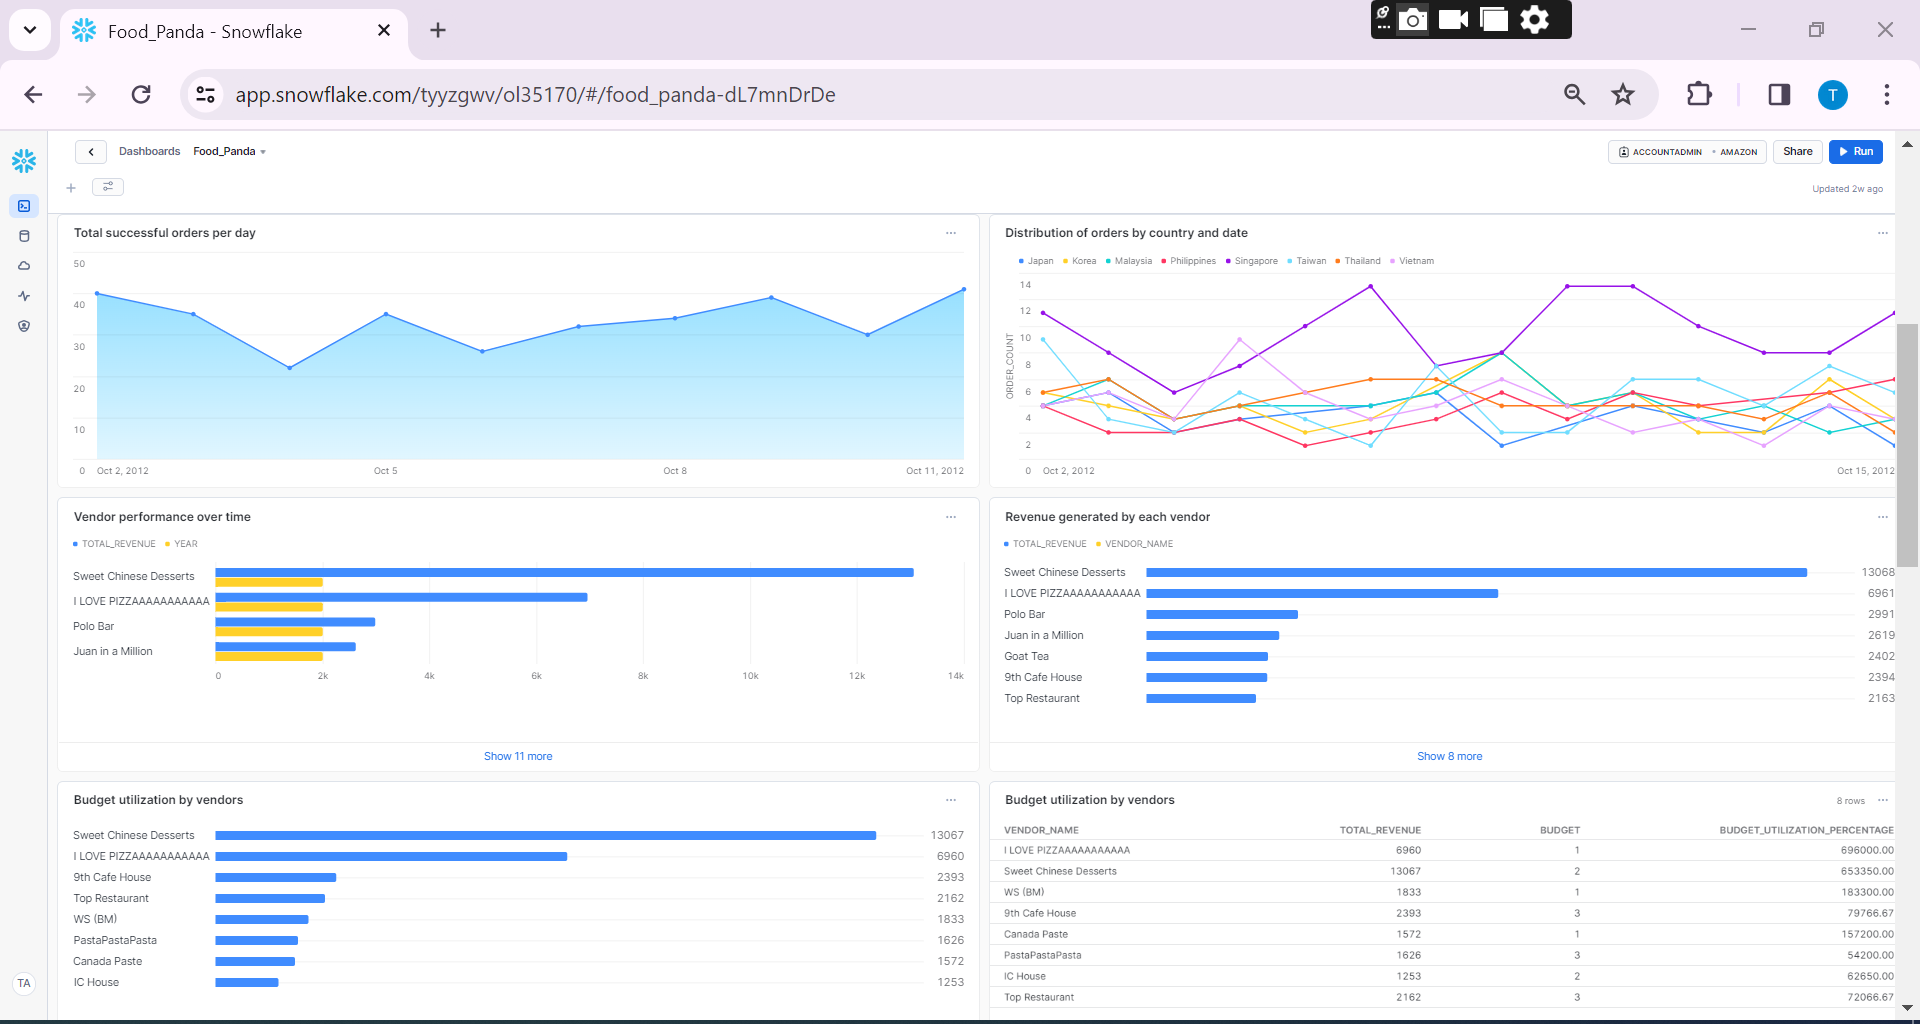 Food_Panda - Snowflake
app.snowflake.com/tyyzgwv/ol35170/#/food_panda-dL7mnDrDe
T
Dashboards Food_Panda
ACCOUNTADMIN • AMAZON Share Run
Updated 2w ago
Total successful orders per day
50
40
30
20
10
0 Oct 2, 2012 Oct 5 Oct 8 Oct 11, 2012
Distribution of orders by country and date
Japan Korea Malaysia Philippines Singapore Taiwan Thailand Vietnam
ORDER_COUNT
14
12
10
8
6
4
2
0 Oct 2, 2012 Oct 15, 2012
Vendor performance over time
TOTAL_REVENUE YEAR
Sweet Chinese Desserts
I LOVE PIZZAAAAAAAAAAA
Polo Bar
Juan in a Million
0 2k 4k 6k 8k 10k 12k 14k
Show 11 more
Revenue generated by each vendor
TOTAL_REVENUE VENDOR_NAME
Sweet Chinese Desserts 13068
I LOVE PIZZAAAAAAAAAAA 6961
Polo Bar 2991
Juan in a Million 2619
Goat Tea 2402
9th Cafe House 2394
Top Restaurant 2163
Show 8 more
Budget utilization by vendors
Sweet Chinese Desserts 13067
I LOVE PIZZAAAAAAAAAAA 6960
9th Cafe House 2393
Top Restaurant 2162
WS (BM) 1833
PastaPastaPasta 1626
Canada Paste 1572
IC House 1253
Budget utilization by vendors 8 rows
VENDOR_NAME TOTAL_REVENUE BUDGET BUDGET_UTILIZATION_PERCENTAGE
I LOVE PIZZAAAAAAAAAAA 6960 1 696000.00
Sweet Chinese Desserts 13067 2 653350.00
WS (BM) 1833 1 183300.00
9th Cafe House 2393 3 79766.67
Canada Paste 1572 1 157200.00
PastaPastaPasta 1626 3 54200.00
IC House 1253 2 62650.00
Top Restaurant 2162 3 72066.67
TA